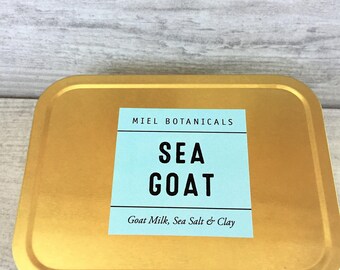 MIEL BOTANICALS
SEA
GOAT
Goat Milk, Sea Salt & Clay